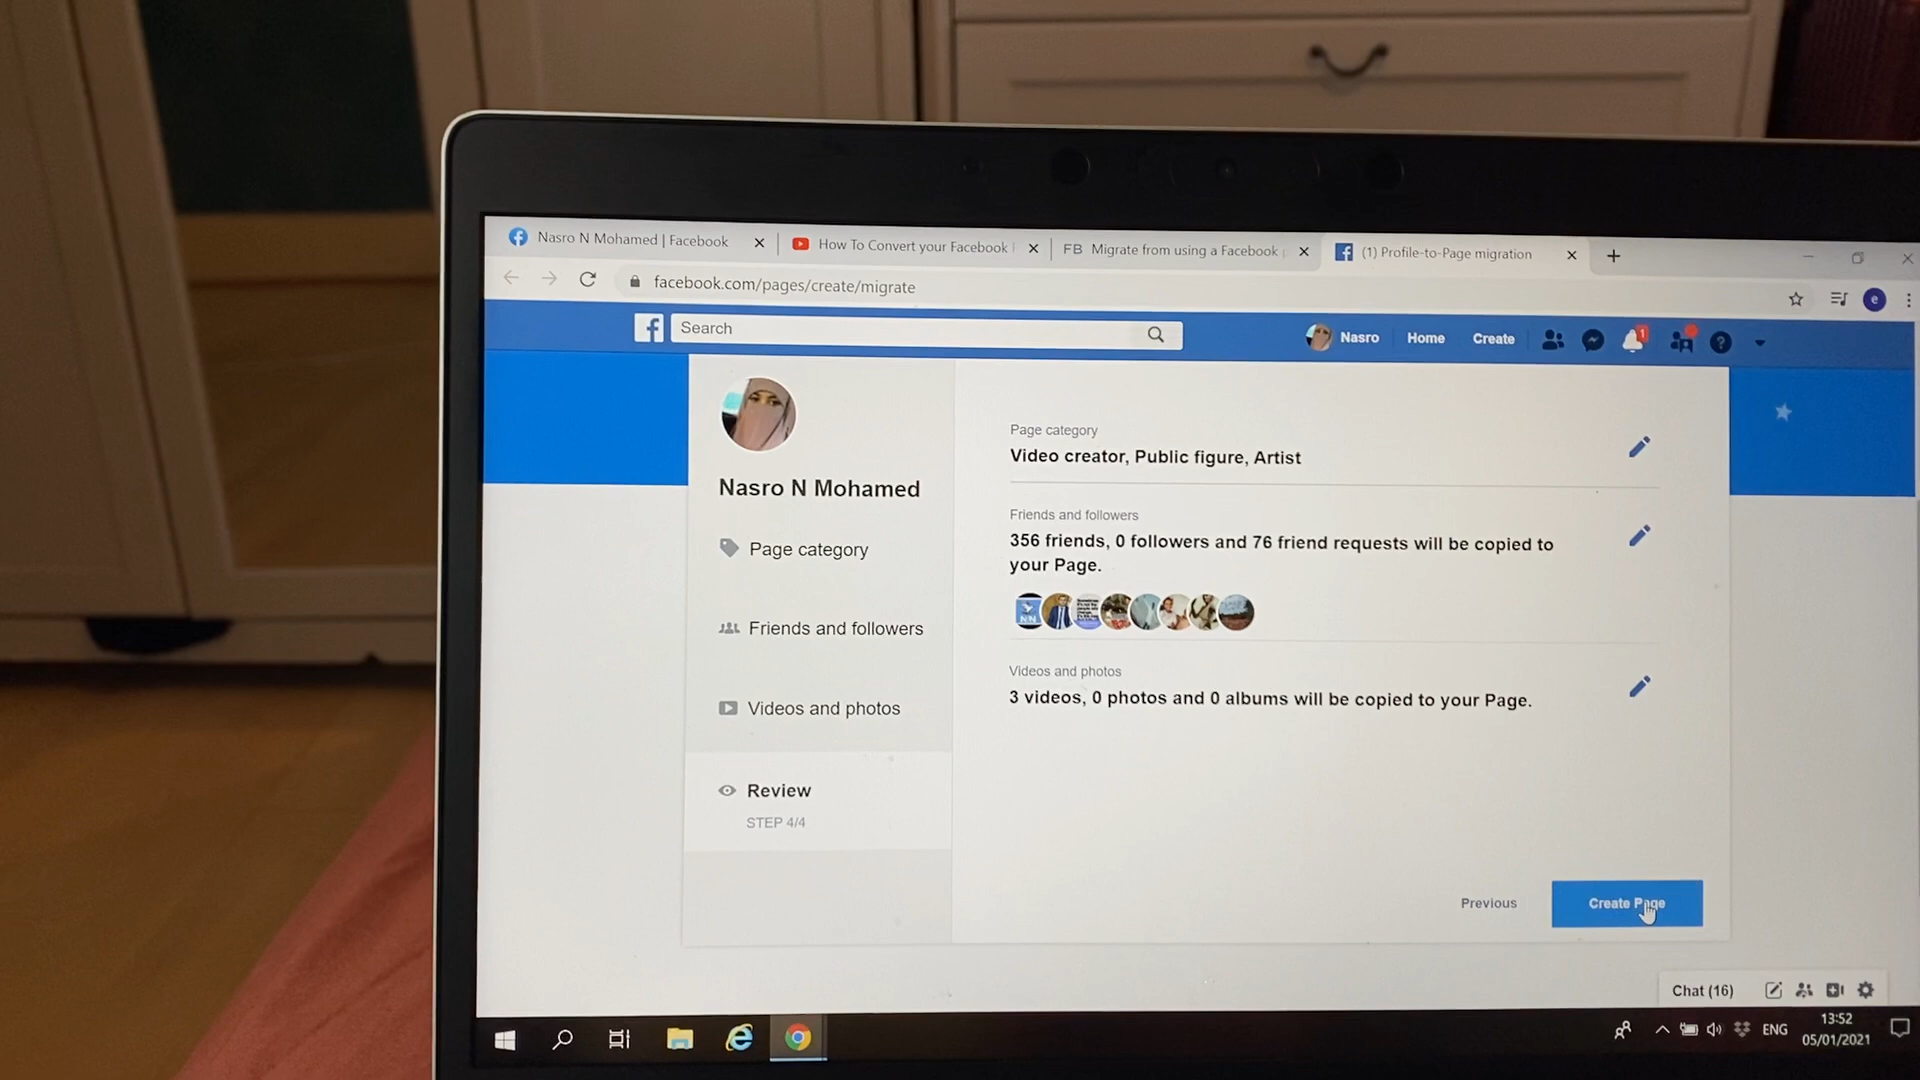 Nasro N Mohamed | Facebook
How To Convert your Facebook
FB Migrate from using a Facebook
(1) Profile-to-Page migration
facebook.com/pages/create/migrate
e
Search
Nasro
Home
Create
1
Nasro N Mohamed
Page category
Friends and followers
Videos and photos
Review
STEP 4/4
Page category
Video creator, Public figure, Artist
Friends and followers
356 friends, 0 followers and 76 friend requests will be copied to
your Page.
NN
Videos and photos
3 videos, 0 photos and 0 albums will be copied to your Page.
Previous
Create Page
Chat (16)
ENG
13:52
05/01/2021